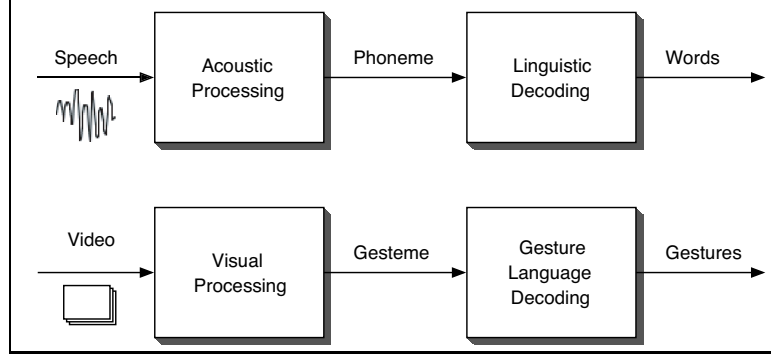 Speech
Acoustic
Processing
Phoneme
Linguistic
Decoding
Words
Video
Visual
Processing
Gesteme
Gesture
Language
Decoding
Gestures